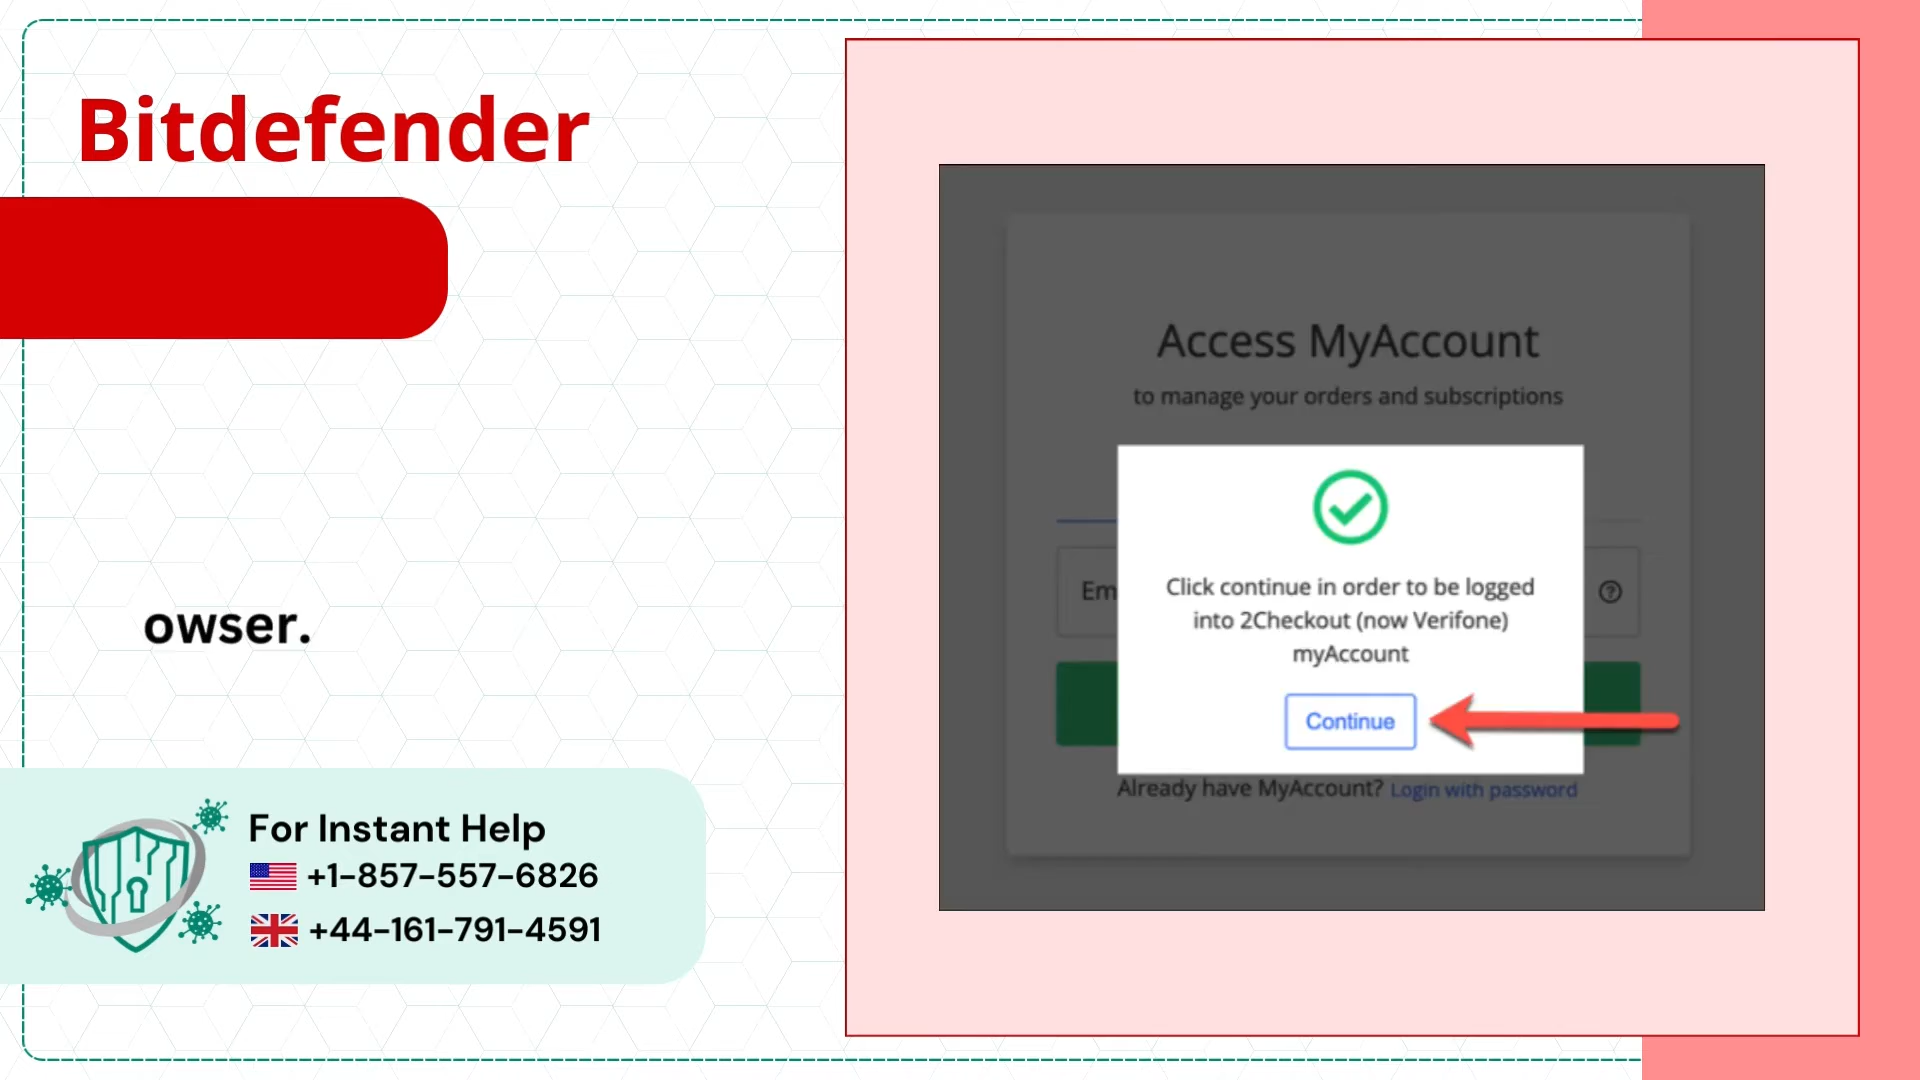 Bitdefender
owser.
For Instant Help
+1-857-557-6826
+44-161-791-4591
Access MyAccount
to manage your orders and subscriptions
Em
Click continue in order to be logged
into 2Checkout (now Verifone)
myAccount
Continue
Already have MyAccount? Login with password